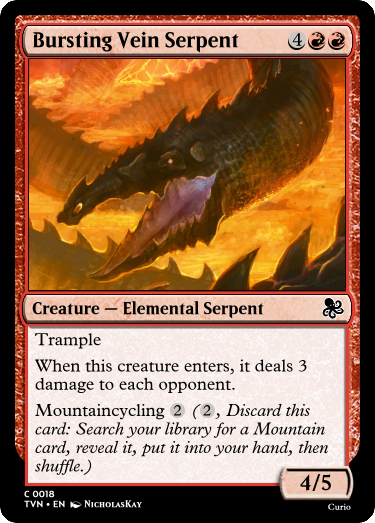 Bursting Vein Serpent 4
Creature — Elemental Serpent
Trample
When this creature enters, it deals 3
damage to each opponent.
Mountaincycling 2 (2, Discard this
card: Search your library for a Mountain
card, reveal it, put it into your hand, then
shuffle.)
4/5
C 0018
TVN • EN NicholasKay
Curio